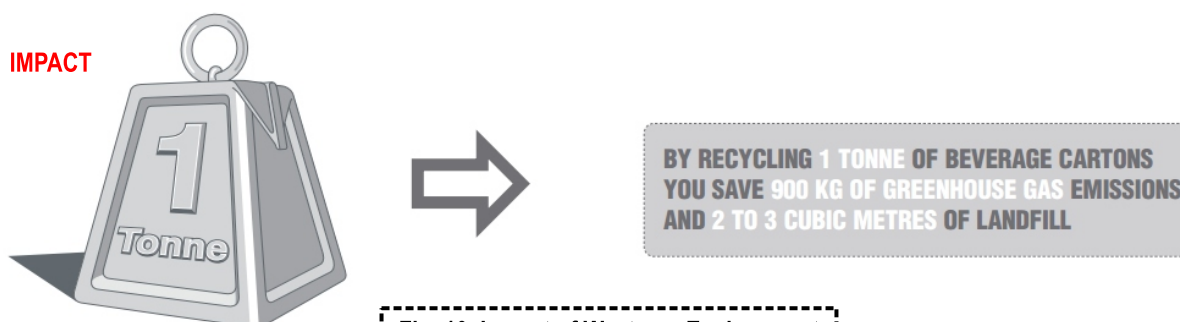 IMPACT
1
Tonne
BY RECYCLING 1 TONNE OF BEVERAGE CARTONS
YOU SAVE 900 KG OF GREENHOUSE GAS EMISSIONS
AND 2 TO 3 CUBIC METRES OF LANDFILL